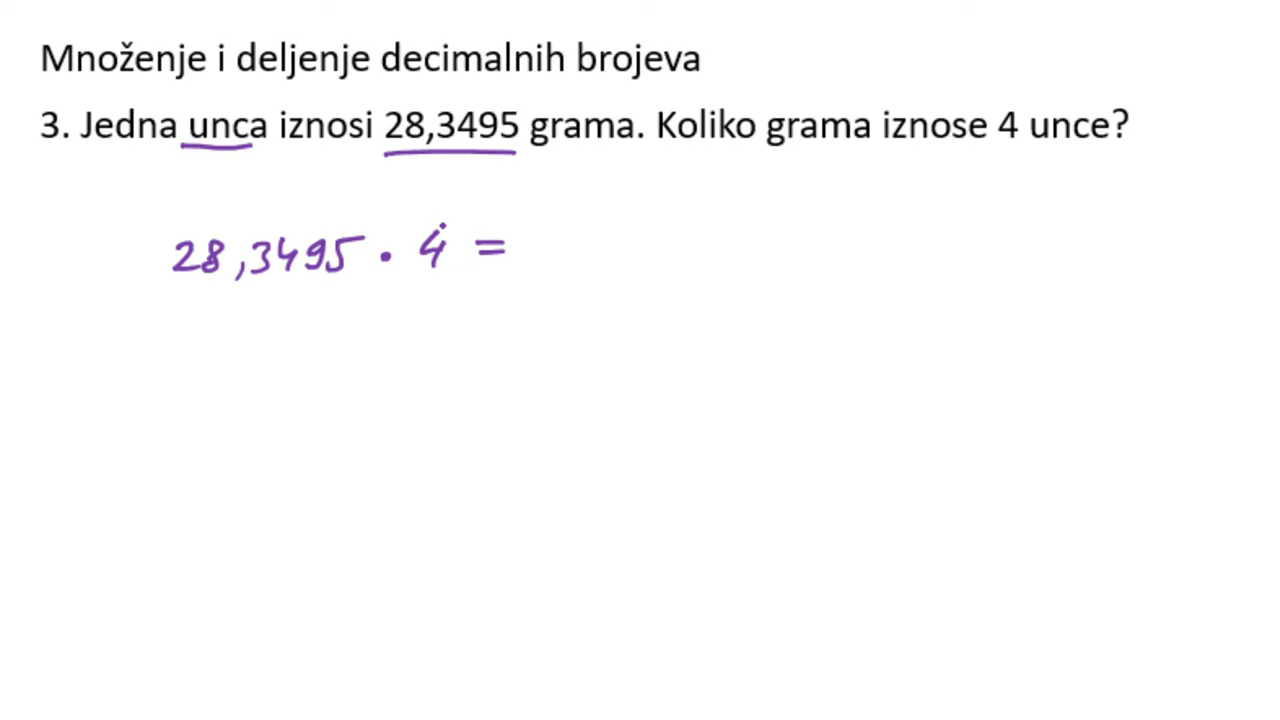 Množenje i deljenje decimalnih brojeva
3. Jedna unca iznosi 28,3495 grama. Koliko grama iznose 4 unce?
28,3495 · 4 =